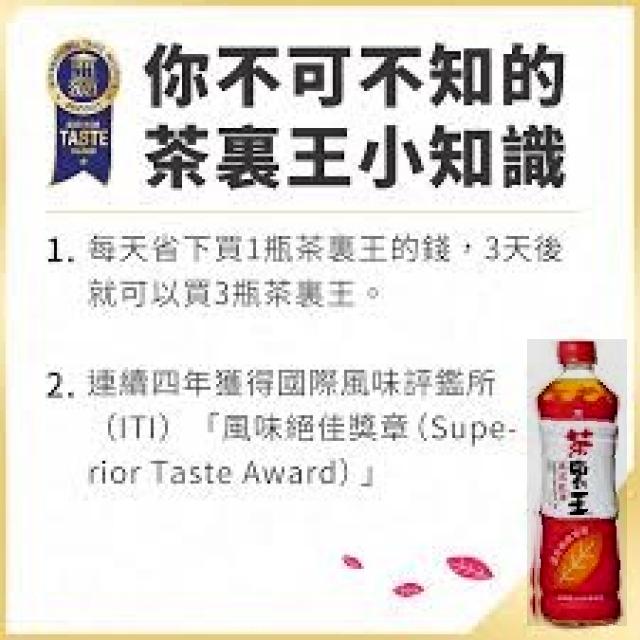 你不可不知的
茶裏王小知識
TASTE
1. 每天省下買1瓶茶裏王的錢，3天後
就可以買3瓶茶裏王。
2. 連續四年獲得國際風味評鑑所
（ITI）「風味絕佳獎章（Supe-
rior Taste Award）」
茶裏王